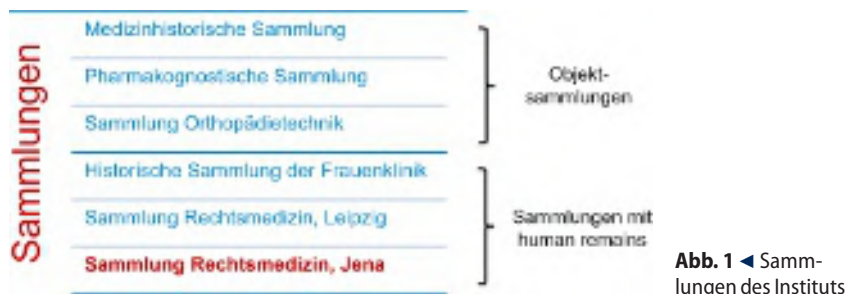 Sammlungen
Medizinhistorische Sammlung
Pharmakognostische Sammlung
Sammlung Orthopädietechnik
Objekt-
sammlungen
Historische Sammlung der Frauenklinik
Sammlung Rechtsmedizin, Leipzig
Sammlung Rechtsmedizin, Jena
Sammlungen mit
human remains
Abb. 1 ◄ Samm-
lungen des Instituts